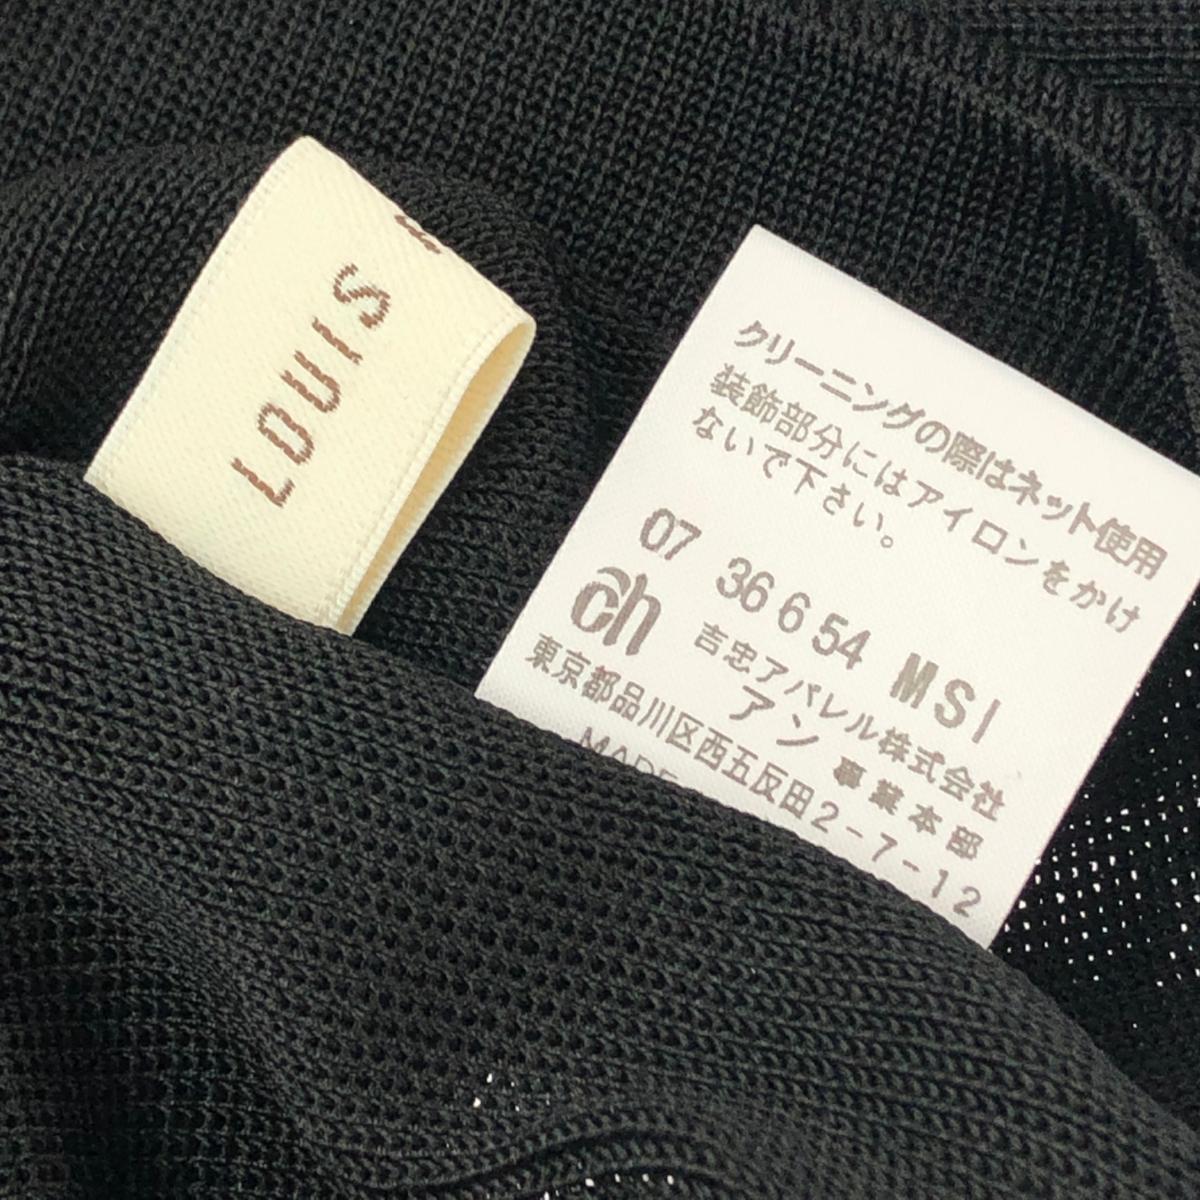 LOUIS
クリーニングの際はネット使用
装飾部分にはアイロンをかけ
ないで下さい。
07 36654 MSI
吉忠アパレル株式会社
アン 事業本部
東京都品川区西五反田2-7-12
MADE